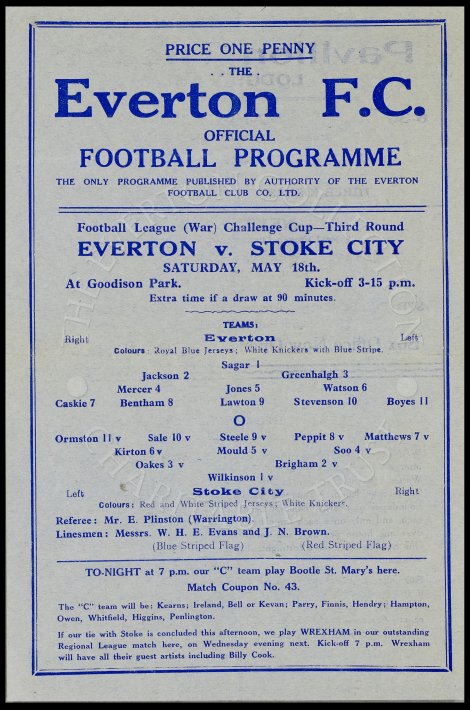 PRICE ONE PENNY
. . THE .
Everton F.C.
OFFICIAL
FOOTBALL PROGRAMME
THE ONLY PROGRAMME PUBLISHED BY AUTHORITY OF THE EVERTON
FOOTBALL CLUB CO. LTD.
Football League (War) Challenge Cup—Third Round
EVERTON v. STOKE CITY
SATURDAY, MAY 18th.
At Goodison Park. Kick-off 3-15 p.m.
Extra time if a draw at 90 minutes.
TEAMS:
Right Everton Left
Colours: Royal Blue Jerseys; White Knickers with Blue Stripe.
Sagar 1
Jackson 2 Greenhalgh 3
Mercer 4 Jones 5 Watson 6
Caskie 7 Bentham 8 Lawton 9 Stevenson 10 Boyes 11
O
Ormston 11 v Sale 10 v Steele 9 v Peppit 8 v Matthews 7 v
Kirton 6 v Mould 5 v Soo 4 v
Oakes 3 v Brigham 2 v
Wilkinson 1 v
Left Stoke City Right
Colours: Red and White Striped Jerseys; White Knickers.
Referee: Mr. E. Plinston (Warrington)
Linesmen: Messrs. W. H. E. Evans and J. N. Brown.
(Blue Striped Flag) (Red Striped Flag)
TO-NIGHT at 7 p.m. our "C" team play Bootle St. Mary's here.
Match Coupon No. 43.
The "C" team will be: Kearns; Ireland, Bell or Kevan; Parry, Finnis, Hendry; Hampton,
Owen, Whitfield, Higgins, Penlington.
If our tie with Stoke is concluded this afternoon, we play WREXHAM in our outstanding
Regional League match here, on Wednesday evening next. Kick-off 7 p.m. Wrexham
will have all their guest artists including Billy Cook.